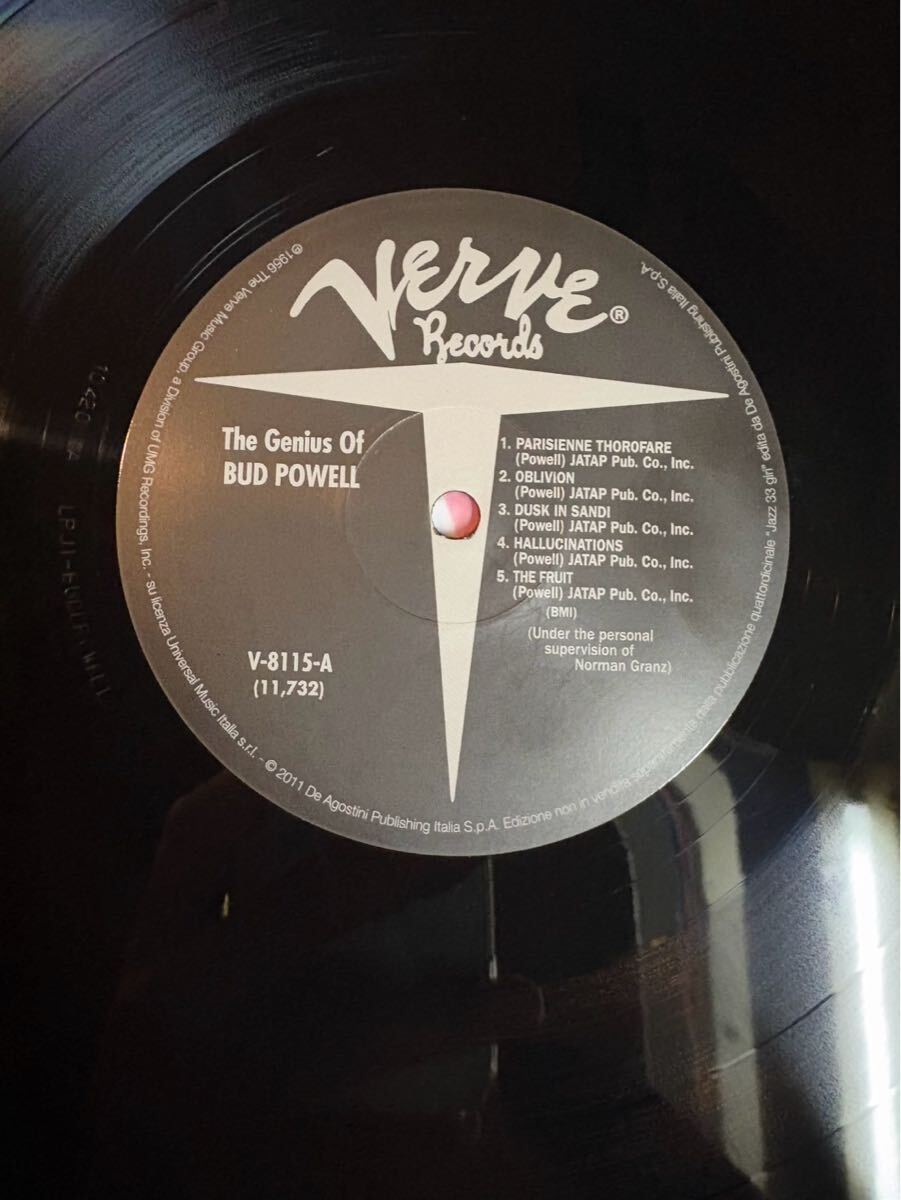 Verve®
Records
The Genius Of
BUD POWELL
1. PARISIENNE THOROFARE
(Powell) JATAP Pub. Co., Inc.
2. OBLIVION
(Powell) JATAP Pub. Co., Inc.
3. DUSK IN SANDI
(Powell) JATAP Pub. Co., Inc.
4. HALLUCINATIONS
(Powell) JATAP Pub. Co., Inc.
5. THE FRUIT
(Powell) JATAP Pub. Co., Inc.
(BMI)
(Under the personal
supervision of
Norman Granz)
V-8115-A
(11,732)
℗1956 The Verve Music Group, a Division of UMG Recordings, Inc. - su licenza Universal Music Italia s.r.l. - © 2011 De Agostini Publishing Italia S.p.A. Edizione non in vendita separatamente dalla pubblicazione quattordicinale "Jazz 33 giri" edita da De Agostini Publishing Italia S.p.A.